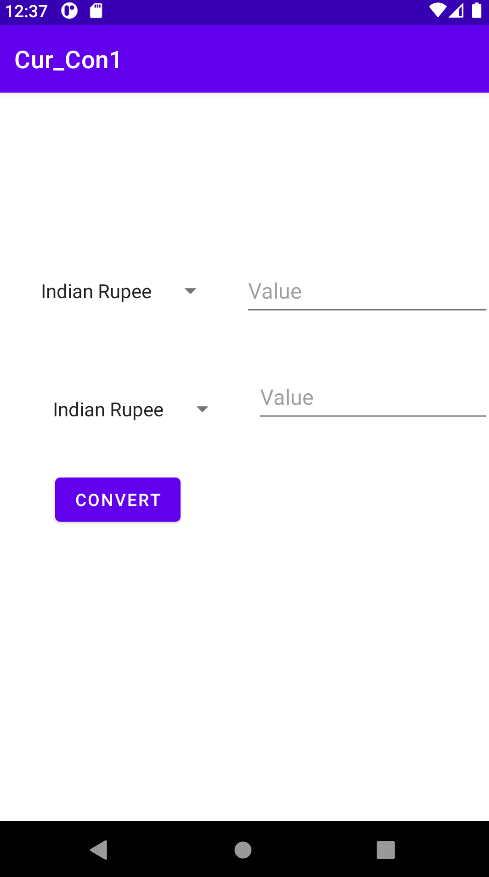 12:37
Cur_Con1
Indian Rupee
Value
Indian Rupee
Value
CONVERT